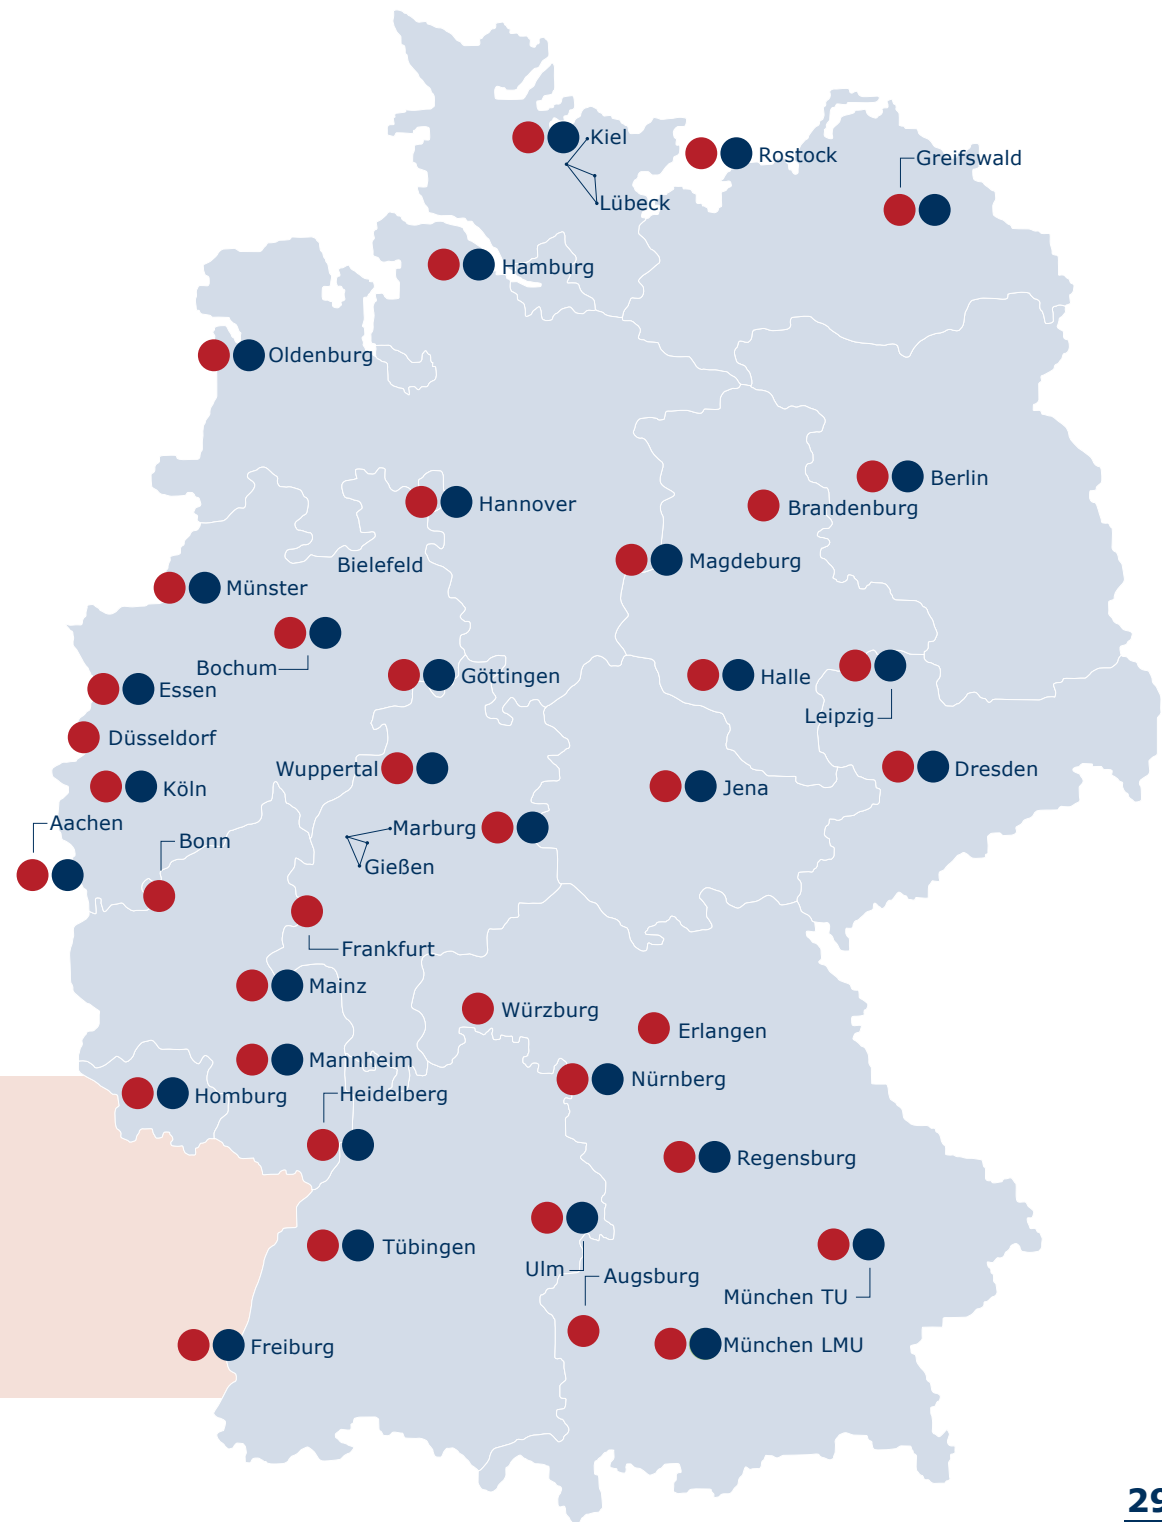 Kiel
Rostock
Greifswald
Lübeck
Hamburg
Oldenburg
Berlin
Hannover
Brandenburg
Magdeburg
Bielefeld
Münster
Bochum
Göttingen
Halle
Essen
Leipzig
Düsseldorf
Wuppertal
Dresden
Köln
Jena
Aachen
Marburg
Bonn
Gießen
Frankfurt
Mainz
Würzburg
Erlangen
Mannheim
Nürnberg
Homburg
Heidelberg
Regensburg
Tübingen
Ulm
Augsburg
München TU
München LMU
Freiburg
29